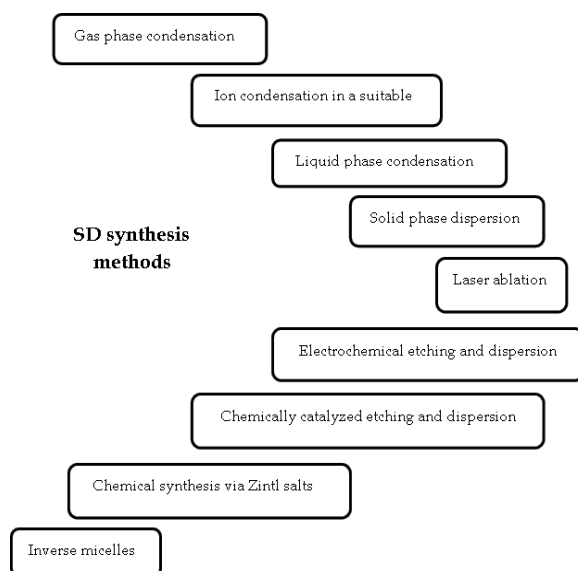 Gas phase condensation
Ion condensation in a suitable
Liquid phase condensation
Solid phase dispersion
SD synthesis
methods
Laser ablation
Electrochemical etching and dispersion
Chemically catalyzed etching and dispersion
Chemical synthesis via Zintl salts
Inverse micelles